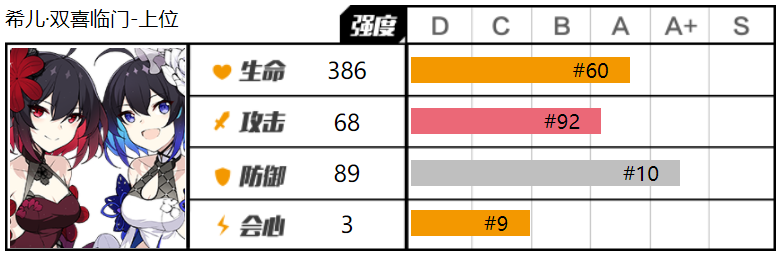 希儿·双喜临门-上位
强度 D C B A A+ S
生命 386 #60
攻击 68 #92
防御 89 #10
会心 3 #9